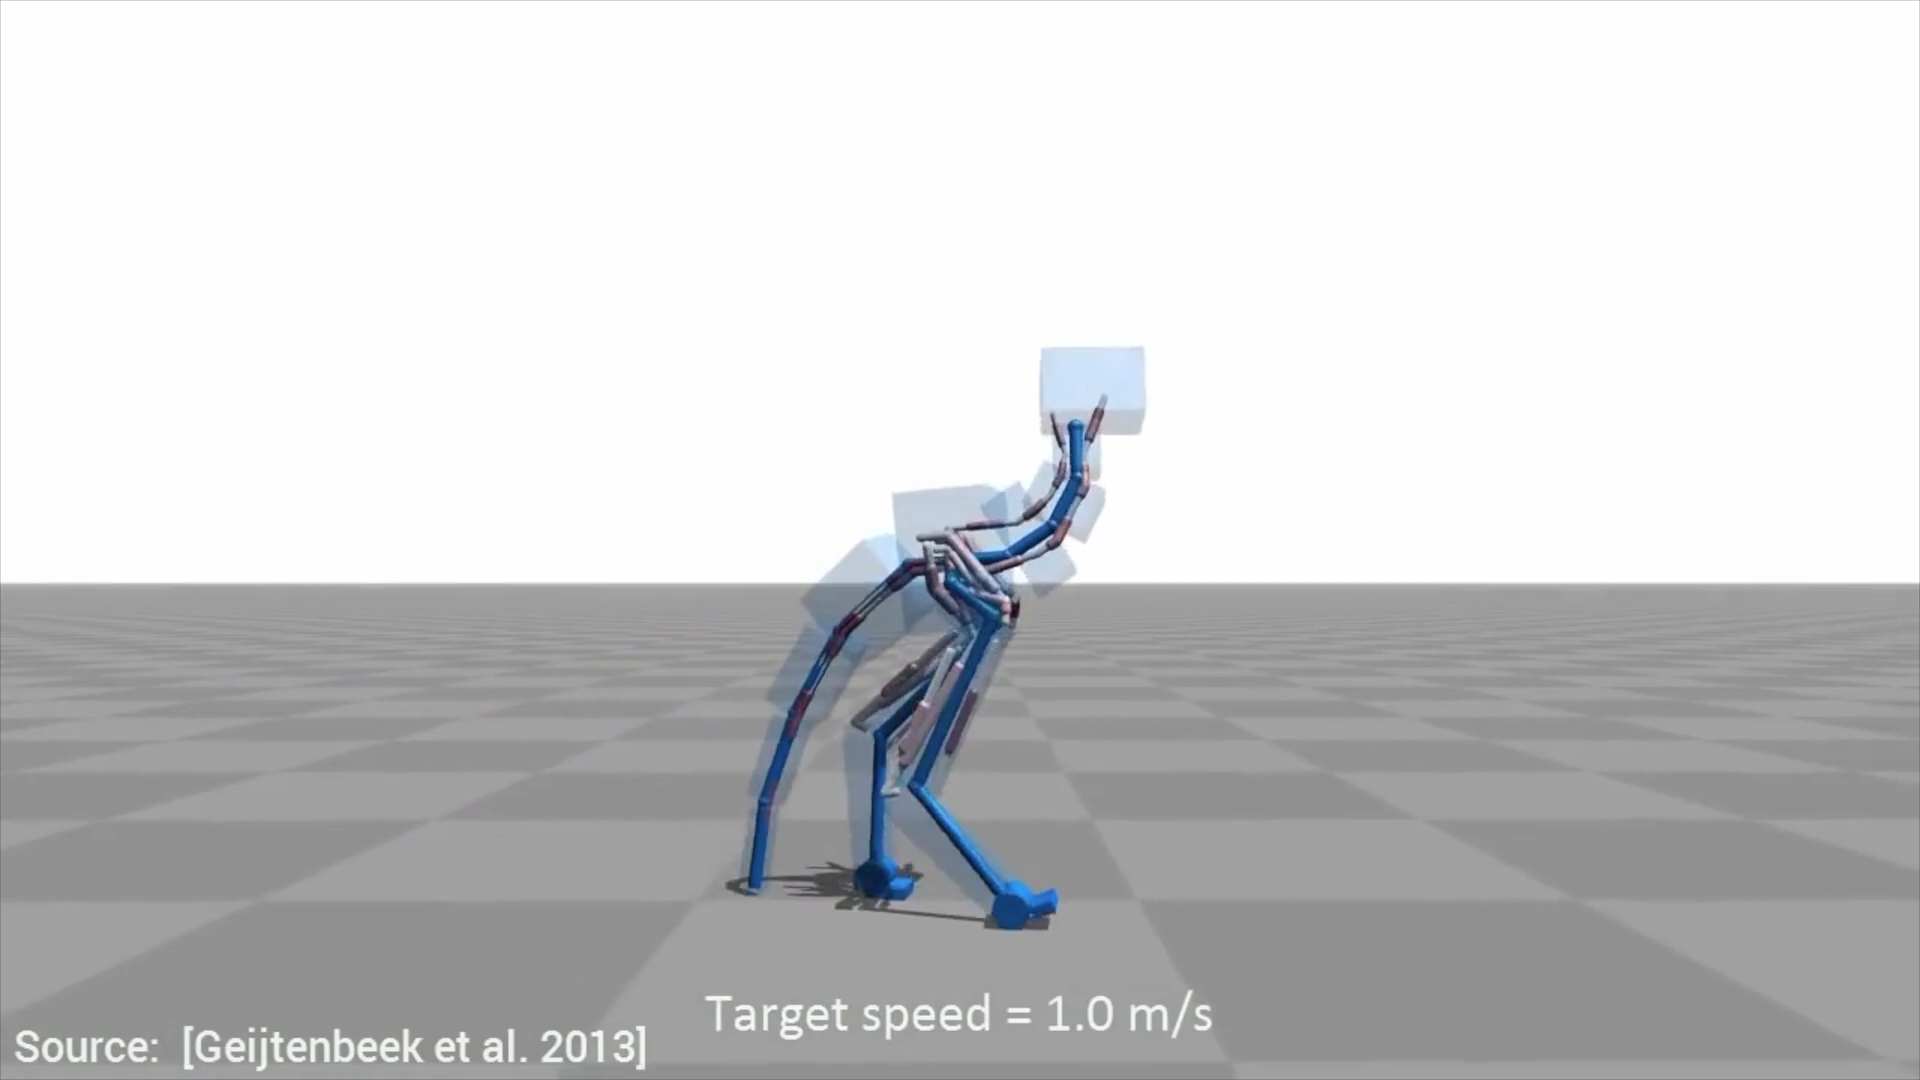 Target speed = 1.0 m/s
Source: [Geijtenbeek et al. 2013]